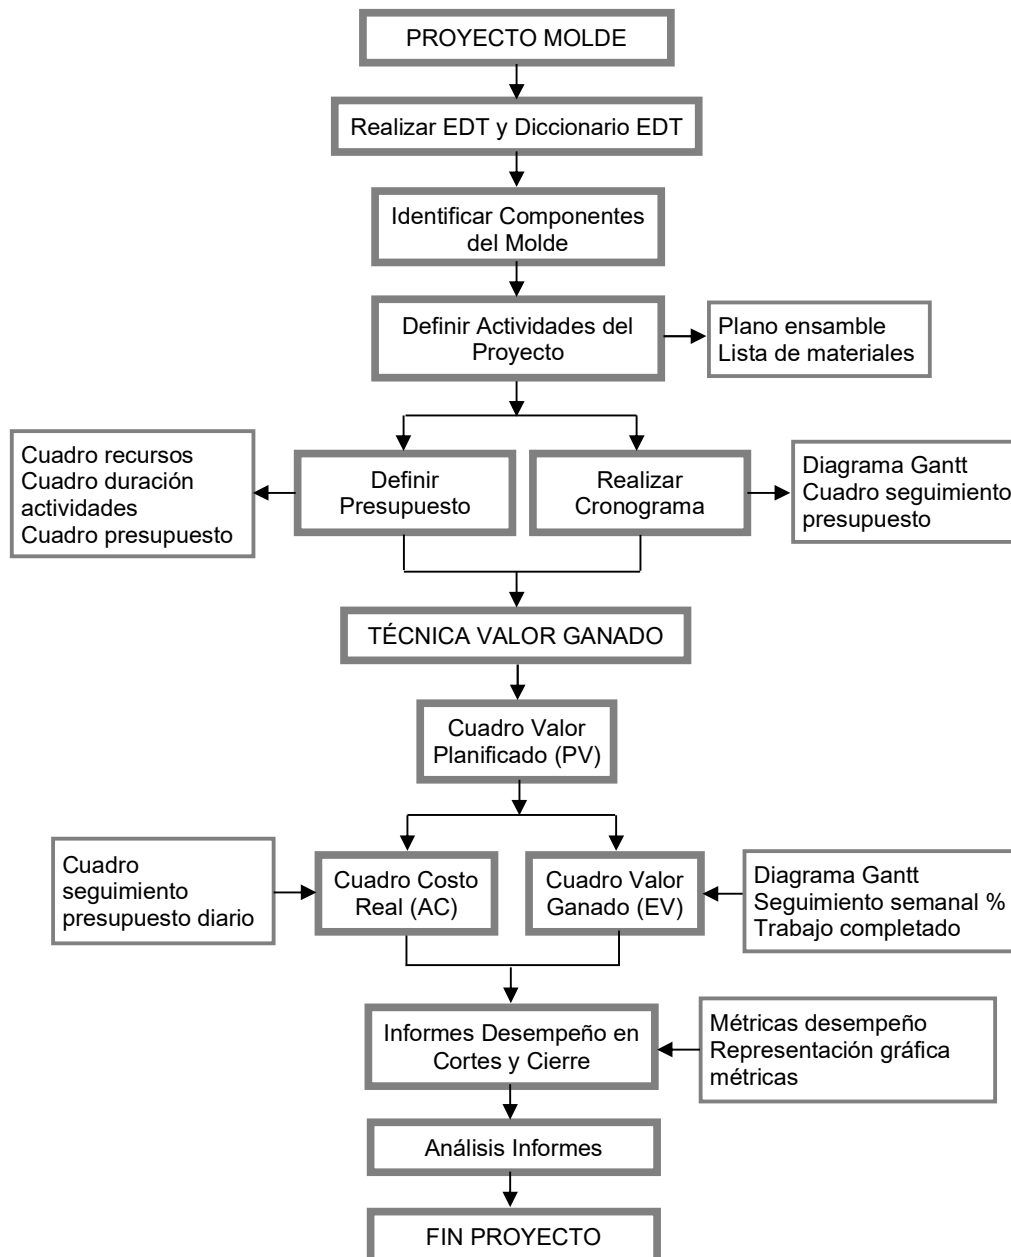 PROYECTO MOLDE
Realizar EDT y Diccionario EDT
Identificar Componentes
del Molde
Definir Actividades del
Proyecto
Plano ensamble
Lista de materiales
Cuadro recursos
Cuadro duración
actividades
Cuadro presupuesto
Definir
Presupuesto
Realizar
Cronograma
Diagrama Gantt
Cuadro seguimiento
presupuesto
TÉCNICA VALOR GANADO
Cuadro Valor
Planificado (PV)
Cuadro
seguimiento
presupuesto diario
Cuadro Costo
Real (AC)
Cuadro Valor
Ganado (EV)
Diagrama Gantt
Seguimiento semanal %
Trabajo completado
Informes Desempeño en
Cortes y Cierre
Métricas desempeño
Representación gráfica
métricas
Análisis Informes
FIN PROYECTO